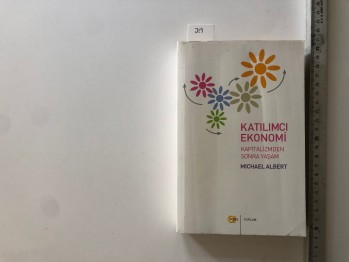 KATILIMCI
EKONOMİ
KAPİTALİZMDEN
SONRA YAŞAM
MICHAEL ALBERT